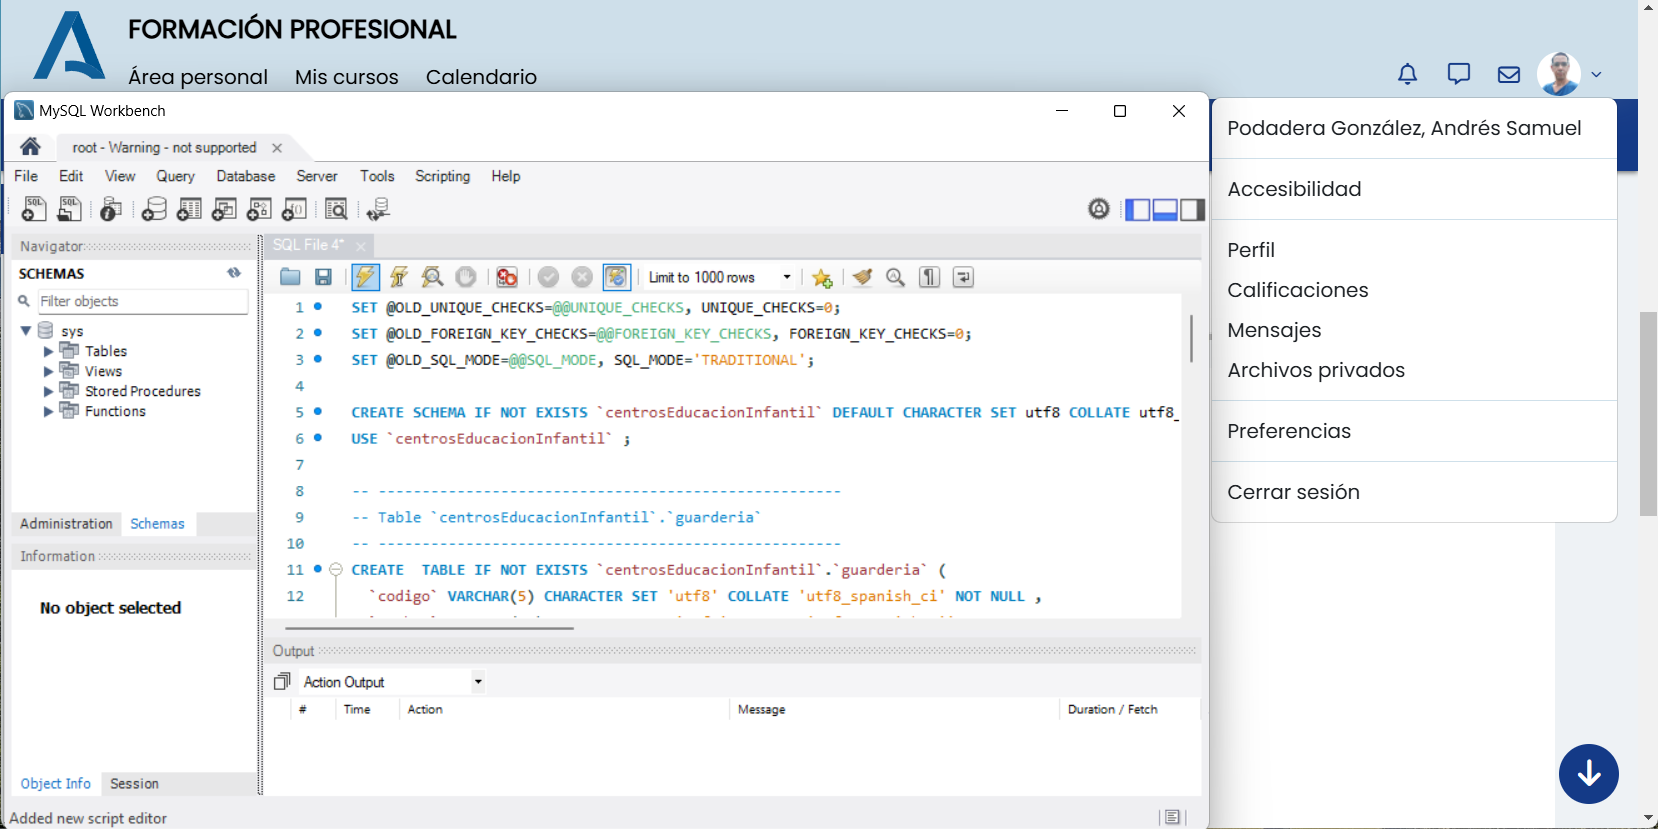 FORMACIÓN PROFESIONAL
Área personal Mis cursos Calendario
MySQL Workbench
root - Warning - not supported
File Edit View Query Database Server Tools Scripting Help
Navigator
SCHEMAS
Filter objects
sys
Tables
Views
Stored Procedures
Functions
Administration Schemas
Information
No object selected
Object Info Session
Added new script editor
SQL File 4*
Limit to 1000 rows
1 SET @OLD_UNIQUE_CHECKS=@@UNIQUE_CHECKS, UNIQUE_CHECKS=0;
2 SET @OLD_FOREIGN_KEY_CHECKS=@@FOREIGN_KEY_CHECKS, FOREIGN_KEY_CHECKS=0;
3 SET @OLD_SQL_MODE=@@SQL_MODE, SQL_MODE='TRADITIONAL';
4
5 CREATE SCHEMA IF NOT EXISTS `centrosEducacionInfantil` DEFAULT CHARACTER SET utf8 COLLATE utf8_
6 USE `centrosEducacionInfantil` ;
7
8 -- -----------------------------------------------------
9 -- Table `centrosEducacionInfantil`.`guarderia`
10 -- -----------------------------------------------------
11 CREATE  TABLE IF NOT EXISTS `centrosEducacionInfantil`.`guarderia` (
12 `codigo` VARCHAR(5) CHARACTER SET 'utf8' COLLATE 'utf8_spanish_ci' NOT NULL ,
Output
Action Output
# Time Action Message Duration / Fetch
Podadera González, Andrés Samuel
Accesibilidad
Perfil
Calificaciones
Mensajes
Archivos privados
Preferencias
Cerrar sesión